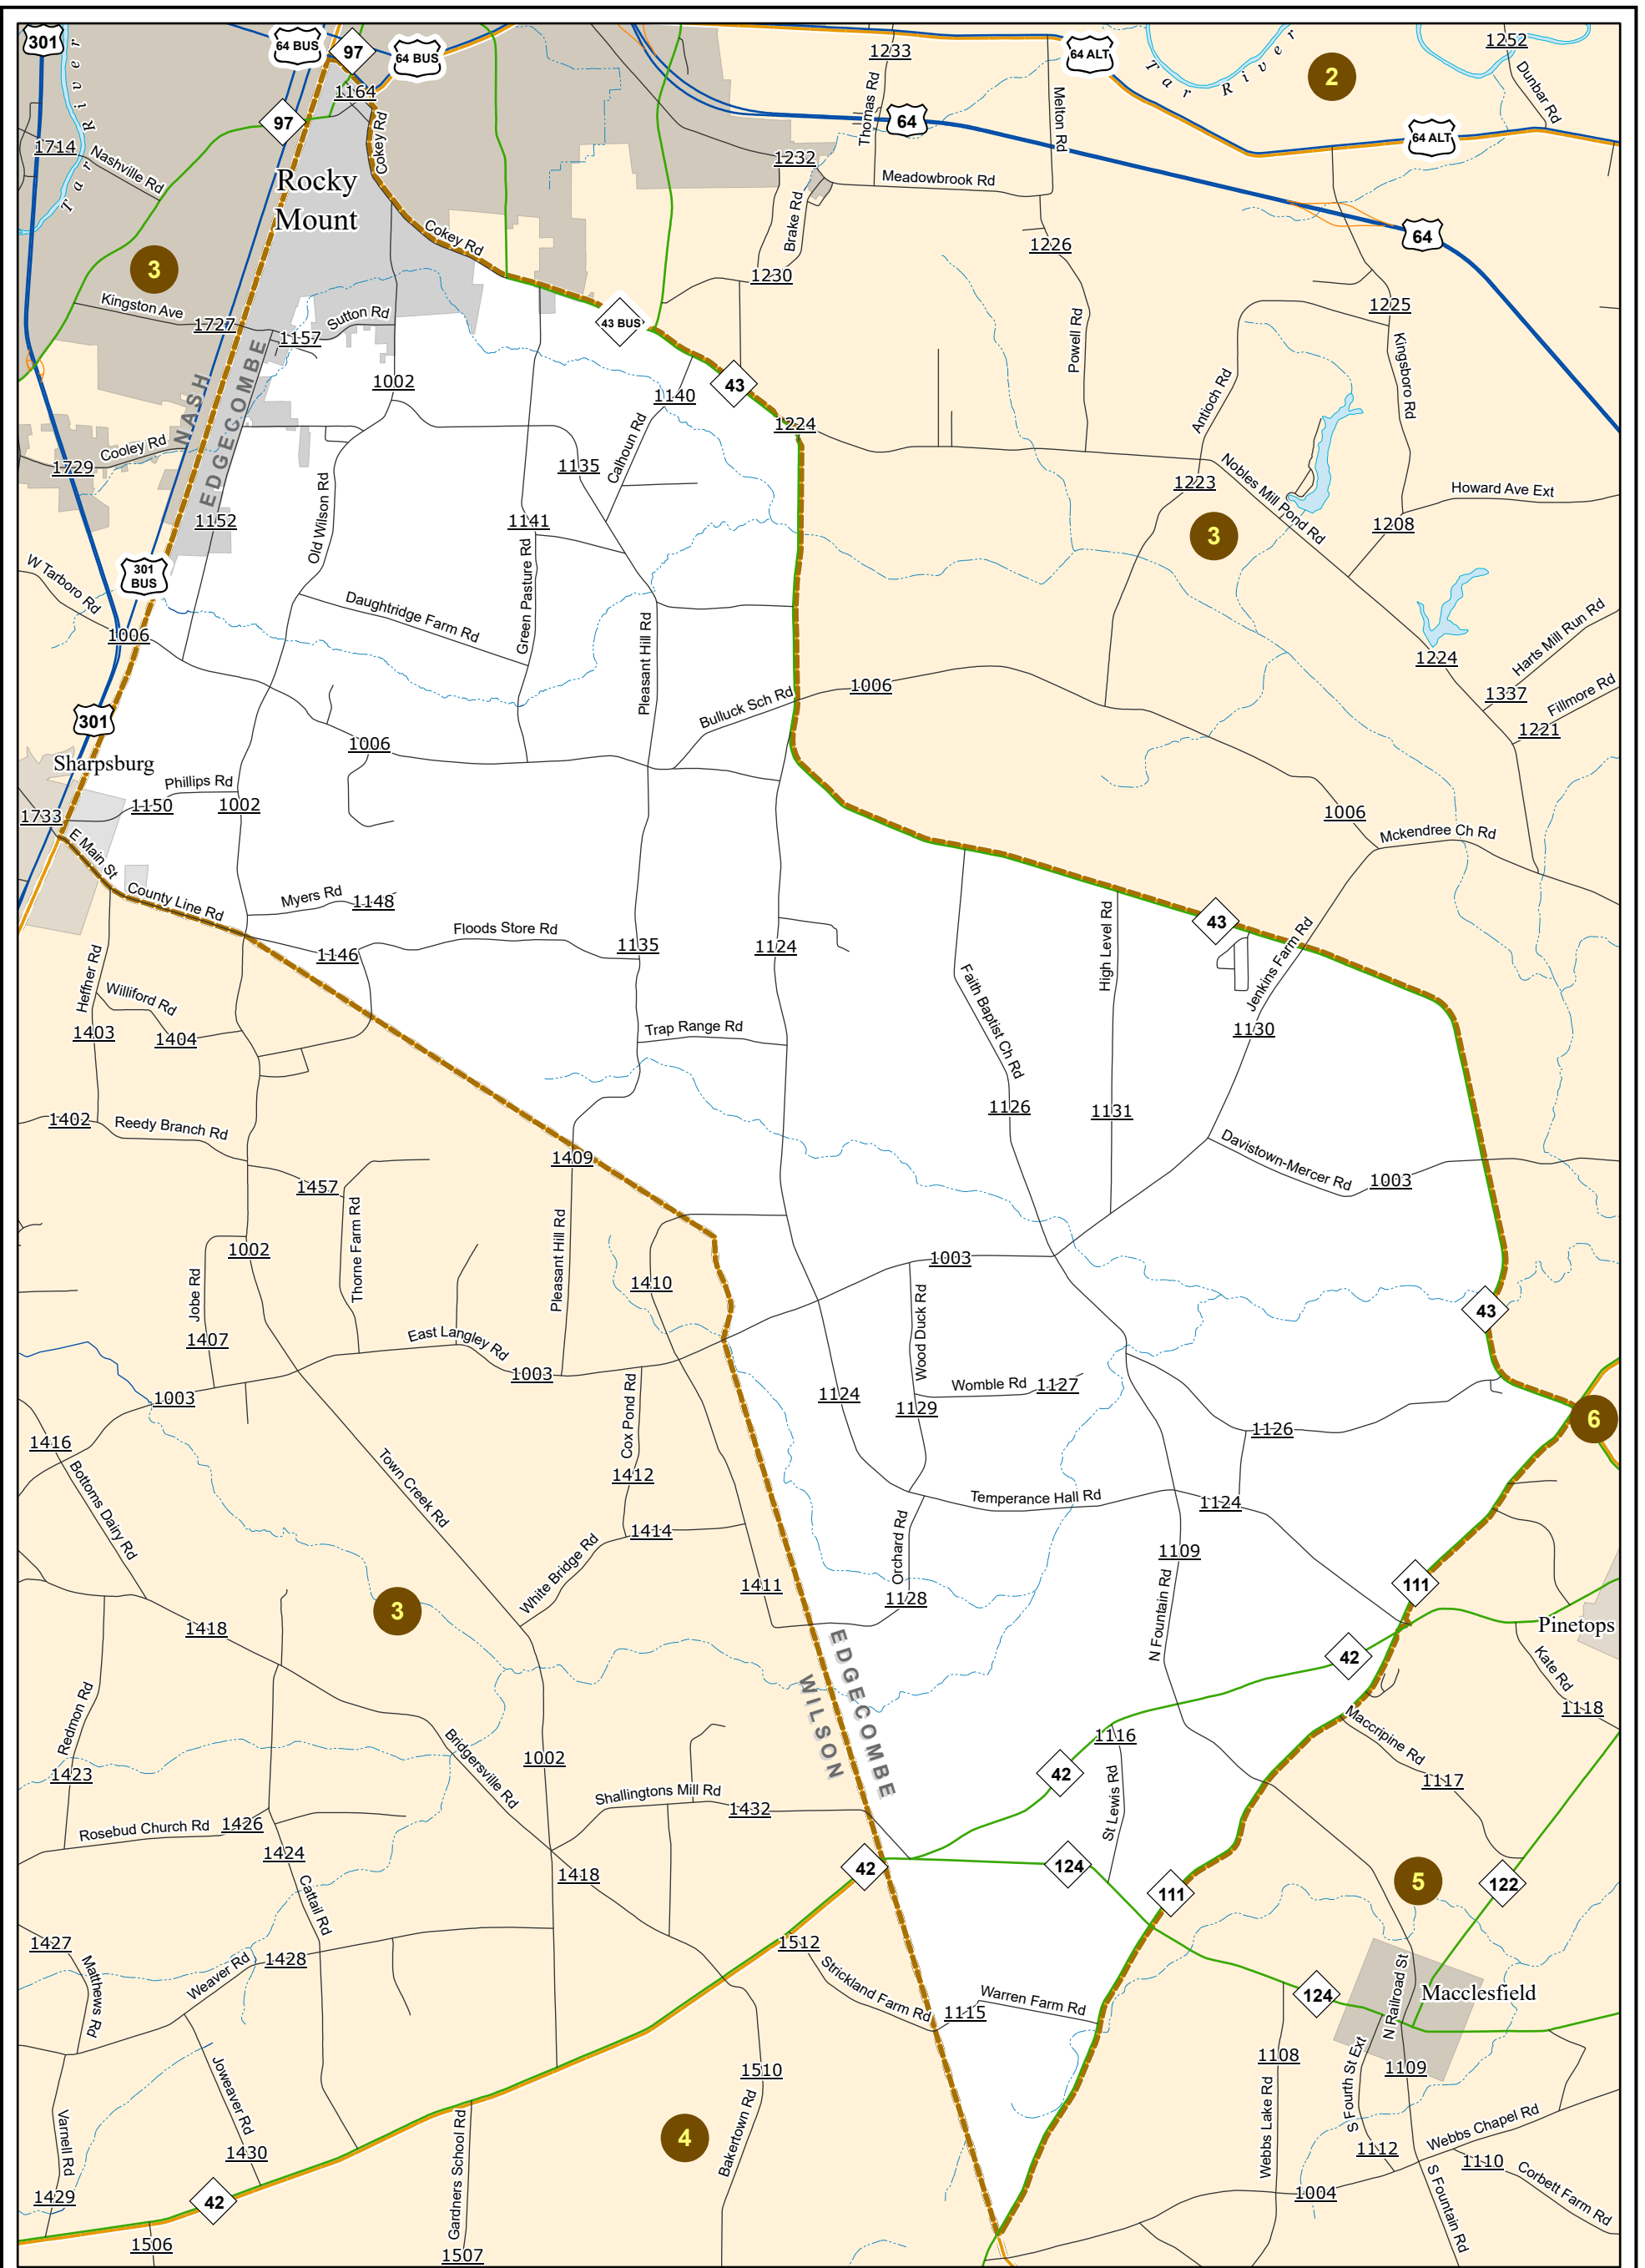 301
Tar River
64 BUS
97
64 BUS
1233
64 ALT
Tar River
2
1252
Dunbar Rd
1164
97
Cokey Rd
Thomas Rd
64
Melton Rd
64 ALT
1714
Nashville Rd
1232
Meadowbrook Rd
Rocky
Mount
Brake Rd
Cokey Rd
1226
64
3
1230
Kingston Ave
1727
Sutton Rd
1157
43 BUS
Powell Rd
1225
Kingsboro Rd
NASH
EDGECOMBE
1002
1140
43
Antioch Rd
1224
Calhoun Rd
Cooley Rd
1729
1135
1223
Nobles Mill Pond Rd
Howard Ave Ext
1152
Old Wilson Rd
1141
3
1208
W Tarboro Rd
301
BUS
Daughtridge Farm Rd
Green Pasture Rd
Pleasant Hill Rd
1006
Harts Mill Run Rd
1224
1006
Bulluck Sch Rd
1337
Fillmore Rd
301
1221
1006
Sharpsburg
Phillips Rd
1150
1002
1733
1006
Mckendree Ch Rd
E Main St
County Line Rd
Myers Rd
1148
43
High Level Rd
Floods Store Rd
1146
1135
1124
Jenkins Farm Rd
Heffner Rd
Williford Rd
Faith Baptist Ch Rd
1403
1404
Trap Range Rd
1130
1126
1131
1402
Reedy Branch Rd
1409
Davistown-Mercer Rd
1003
1457
Thorne Farm Rd
Pleasant Hill Rd
1002
1003
Jobe Rd
1410
43
1407
East Langley Rd
Wood Duck Rd
1003
1003
Womble Rd
1127
1124
1129
6
Cox Pond Rd
1126
1416
Bottoms Dairy Rd
Town Creek Rd
1412
Temperance Hall Rd
1124
1414
White Bridge Rd
Orchard Rd
1109
N Fountain Rd
1411
1128
111
3
1418
Pinetops
EDGECOMBE
WILSON
42
Kate Rd
1118
Redmon Rd
Bridgersville Rd
Maccripine Rd
1116
1423
1002
42
1117
Shallingtons Mill Rd
1432
St Lewis Rd
Rosebud Church Rd
1426
1424
Cattail Rd
1418
42
124
111
5
122
1427
1512
Matthews Rd
Weaver Rd
1428
Strickland Farm Rd
1115
Warren Farm Rd
N Railroad St
Macclesfield
124
1510
1108
S Fourth St Ext
1109
Joweaver Rd
Varnell Rd
Gardners School Rd
4
Bakertown Rd
Webbs Lake Rd
Webbs Chapel Rd
1430
1112
1110
Corbett Farm Rd
1429
42
1004
S Fountain Rd
1506
1507